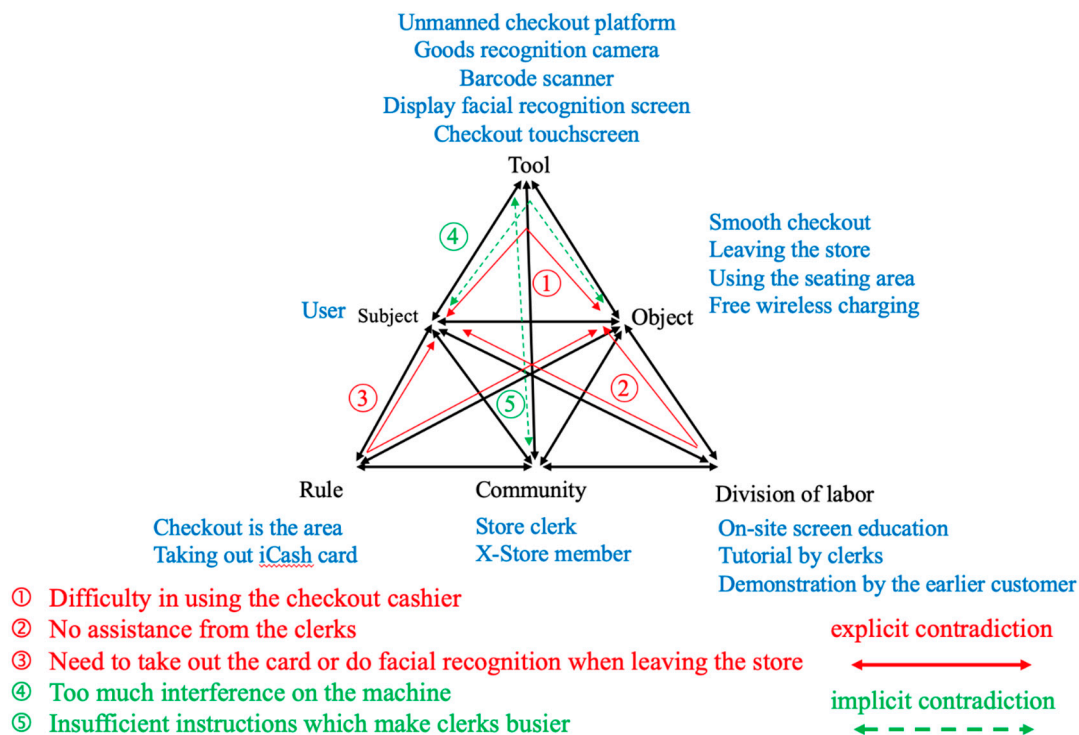 Unmanned checkout platform
Goods recognition camera
Barcode scanner
Display facial recognition screen
Checkout touchscreen
Tool
④
Smooth checkout
Leaving the store
Using the seating area
Free wireless charging
①
User Subject
Object
③
⑤
②
Rule
Community
Division of labor
Checkout is the area
Taking out iCash card
Store clerk
X-Store member
On-site screen education
Tutorial by clerks
Demonstration by the earlier customer
① Difficulty in using the checkout cashier
② No assistance from the clerks
③ Need to take out the card or do facial recognition when leaving the store
④ Too much interference on the machine
⑤ Insufficient instructions which make clerks busier
explicit contradiction
implicit contradiction